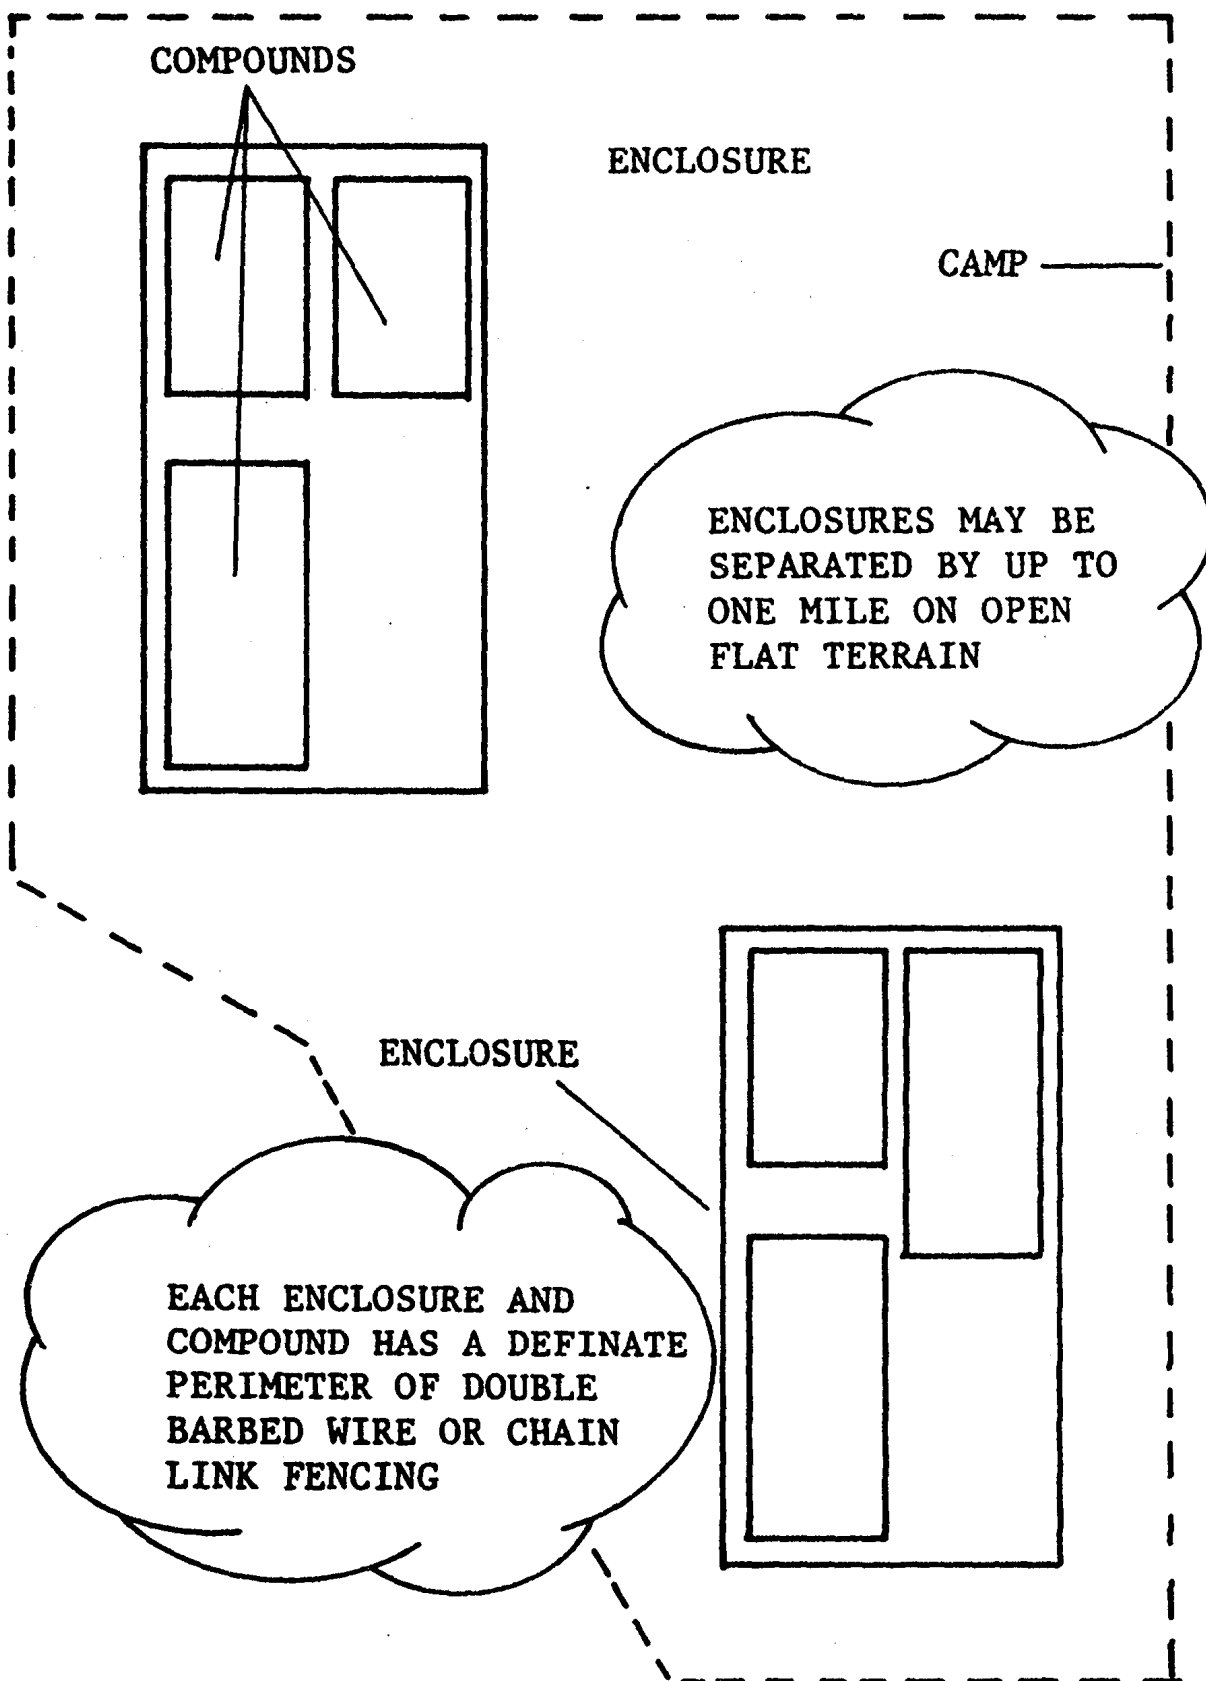 COMPOUNDS
ENCLOSURE
CAMP
ENCLOSURES MAY BE
SEPARATED BY UP TO
ONE MILE ON OPEN
FLAT TERRAIN
ENCLOSURE
EACH ENCLOSURE AND
COMPOUND HAS A DEFINATE
PERIMETER OF DOUBLE
BARBED WIRE OR CHAIN
LINK FENCING